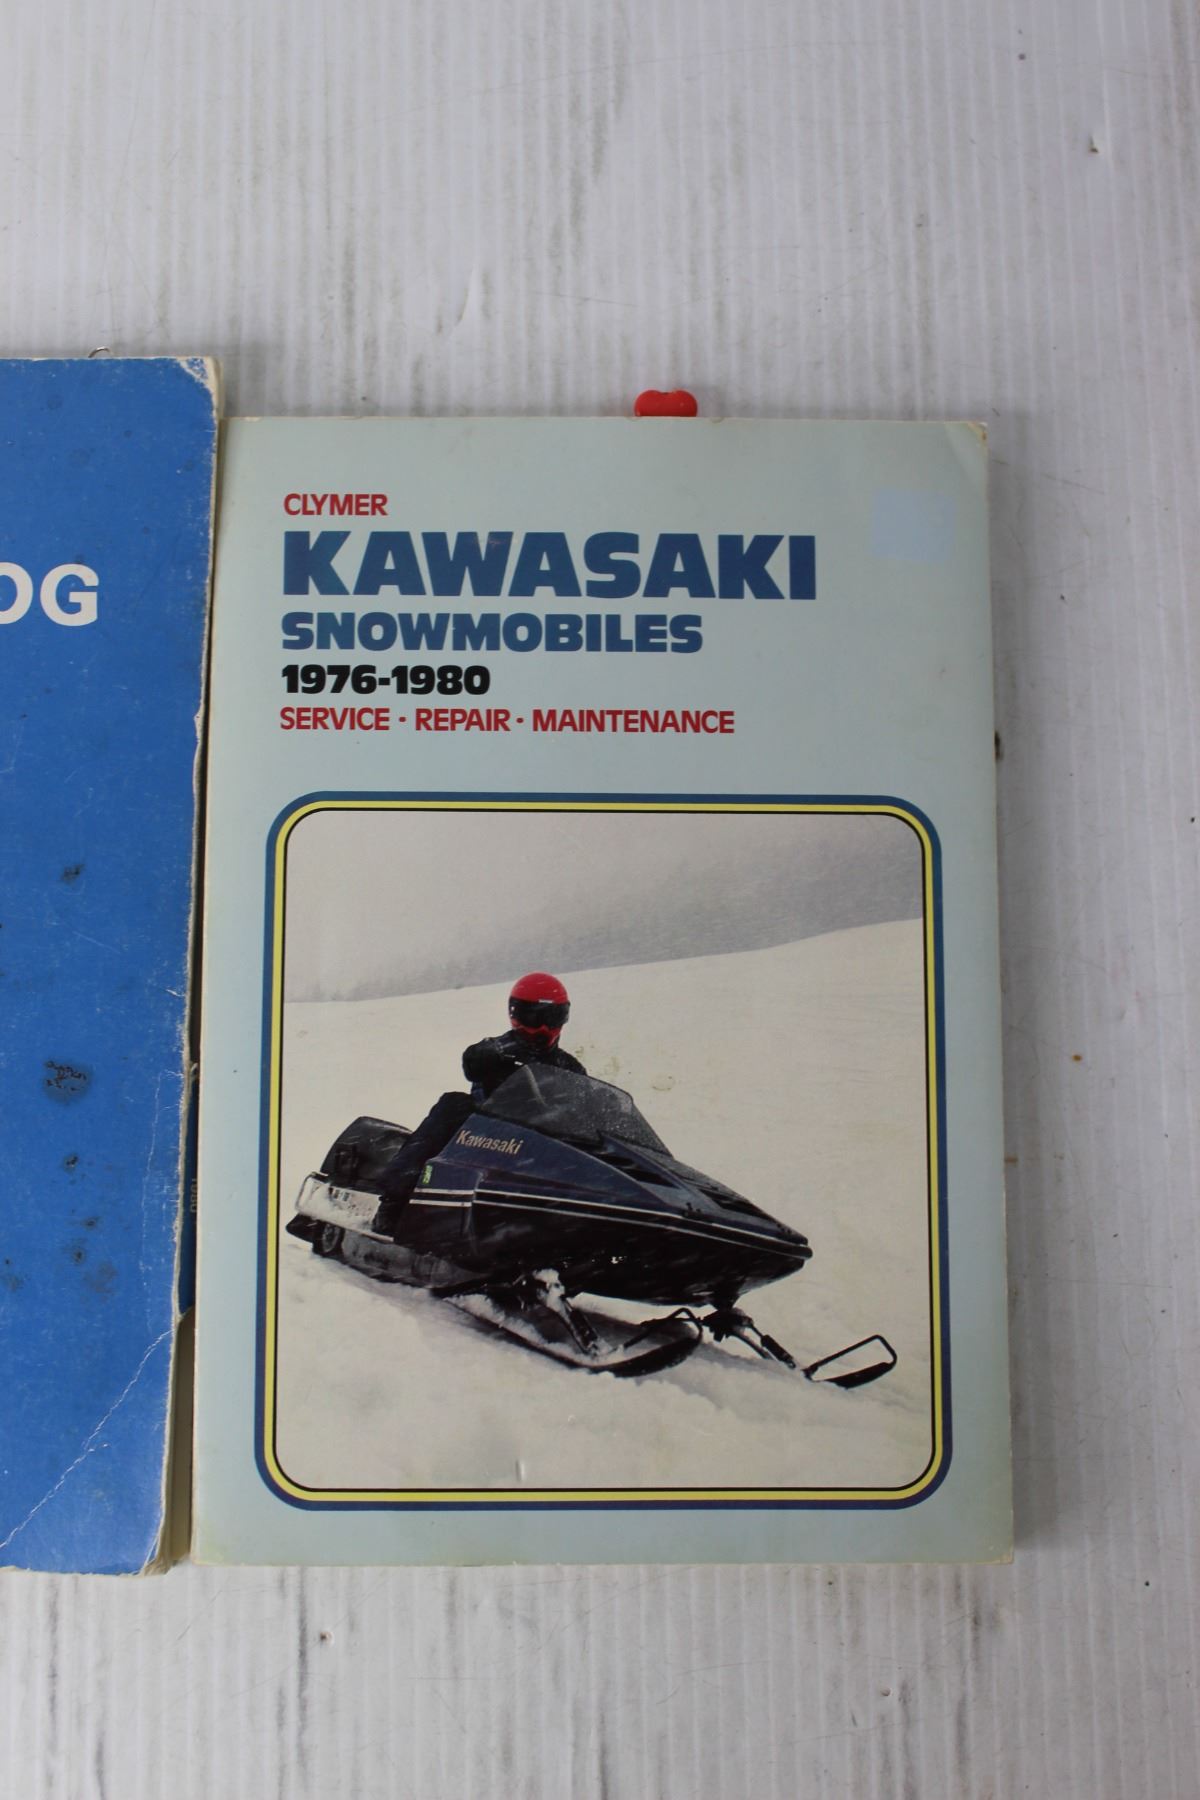 OG
CLYMER
KAWASAKI
SNOWMOBILES
1976-1980
SERVICE · REPAIR · MAINTENANCE
Kawasaki